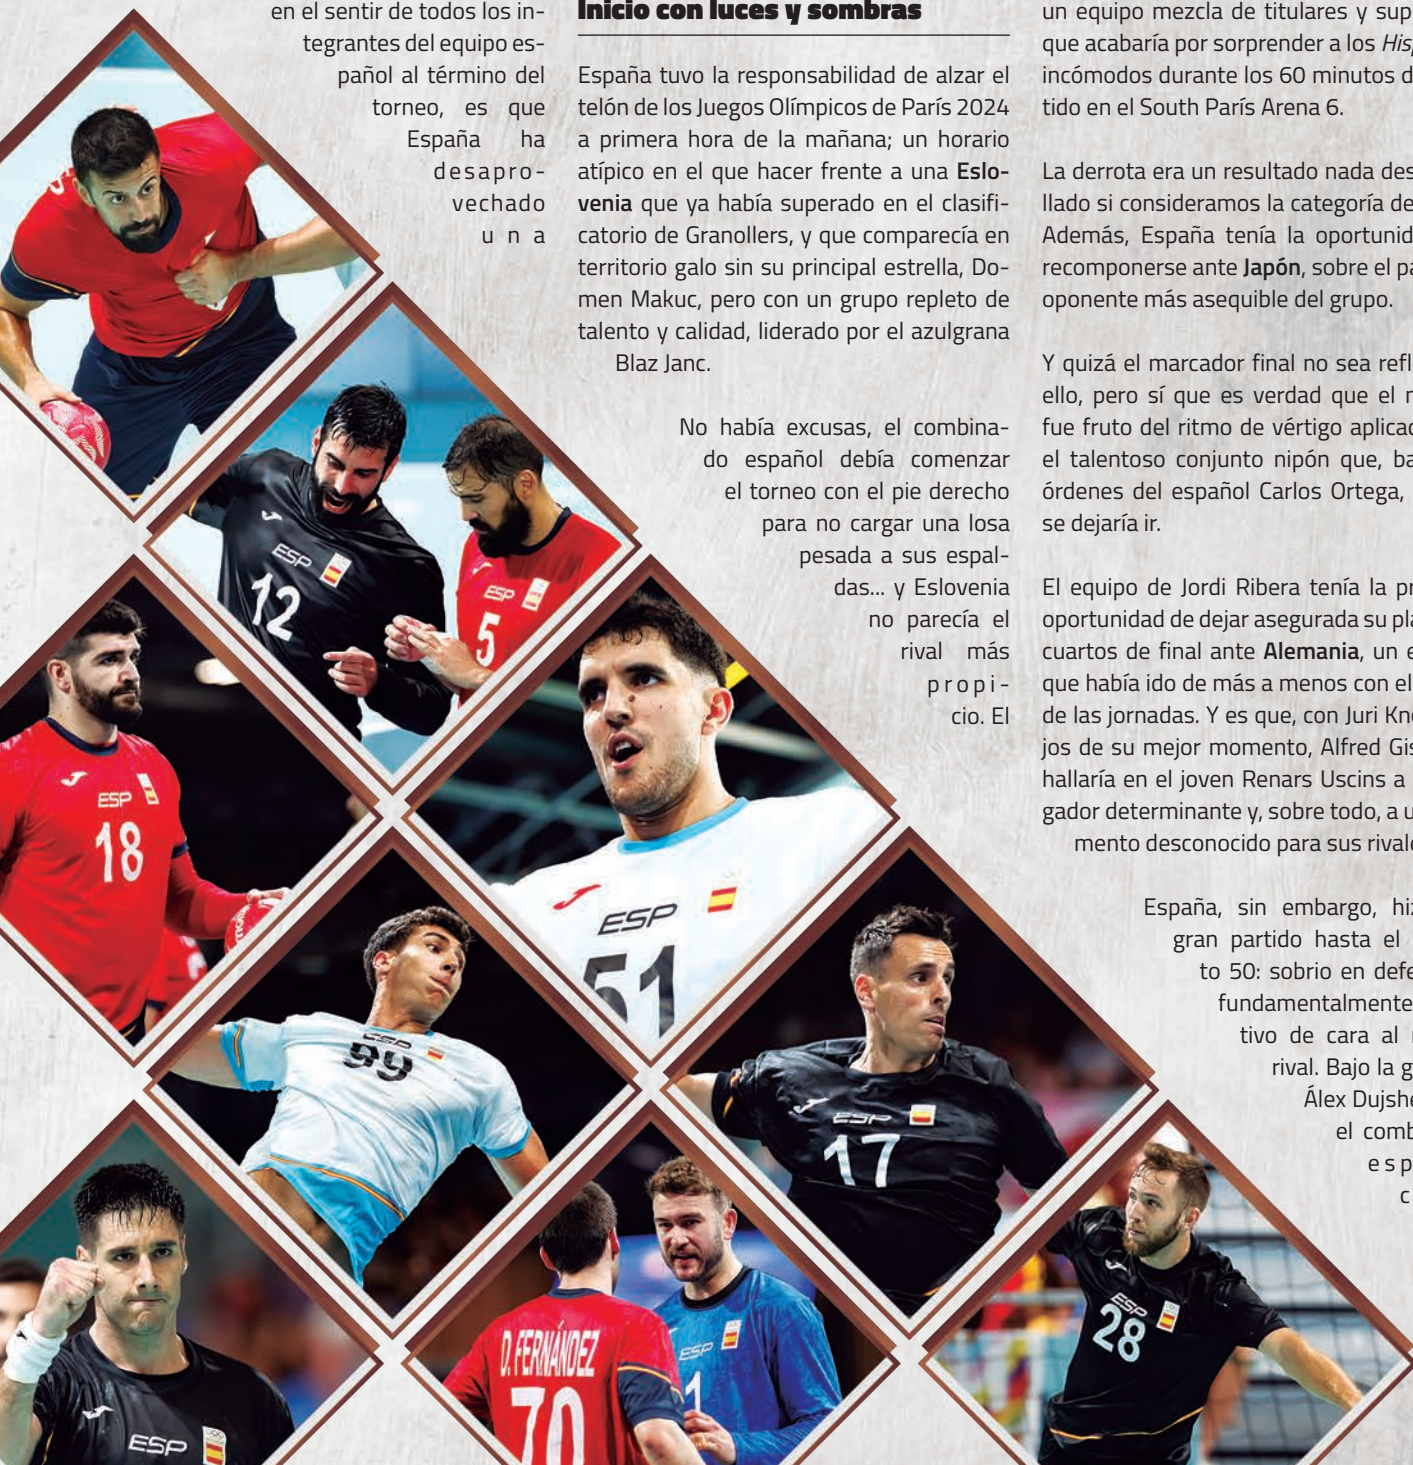 en el sentir de todos los in-
tegrantes del equipo es-
pañol al término del
torneo, es que
España ha
desapro-
vechado
una
Inicio con luces y sombras
España tuvo la responsabilidad de alzar el
telón de los Juegos Olímpicos de París 2024
a primera hora de la mañana; un horario
atípico en el que hacer frente a una Eslo-
venia que ya había superado en el clasifi-
catorio de Granollers, y que comparecía en
territorio galo sin su principal estrella, Do-
men Makuc, pero con un grupo repleto de
talento y calidad, liderado por el azulgrana
Blaz Janc.
No había excusas, el combina-
do español debía comenzar
el torneo con el pie derecho
para no cargar una losa
pesada a sus espal-
das... y Eslovenia
no parecía el
rival más
propi-
cio. El
un equipo mezcla de titulares y sup
que acabaría por sorprender a los His
incómodos durante los 60 minutos d
tido en el South París Arena 6.
La derrota era un resultado nada des
llado si consideramos la categoría de
Además, España tenía la oportunid
recomponerse ante Japón, sobre el pa
oponente más asequible del grupo.
Y quizá el marcador final no sea refl
ello, pero sí que es verdad que el
fue fruto del ritmo de vértigo aplicad
el talentoso conjunto nipón que, ba
órdenes del español Carlos Ortega,
se dejaría ir.
El equipo de Jordi Ribera tenía la pr
oportunidad de dejar asegurada su pla
cuartos de final ante Alemania, un e
que había ido de más a menos con el
de las jornadas. Y es que, con Juri Kn
jos de su mejor momento, Alfred Gis
hallaría en el joven Renars Uscins a
gador determinante y, sobre todo, a u
mento desconocido para sus rivale
España, sin embargo, hiz
gran partido hasta el
to 50: sobrio en defe
fundamentalmente
tivo de cara al
rival. Bajo la g
Álex Dujshe
el comb
esp
c
ESP
12
ESP
5
ESP
18
ESP
51
ESP
99
ESP
17
ESP
D. FERNÁNDEZ
70
ESP
1
ESP
28